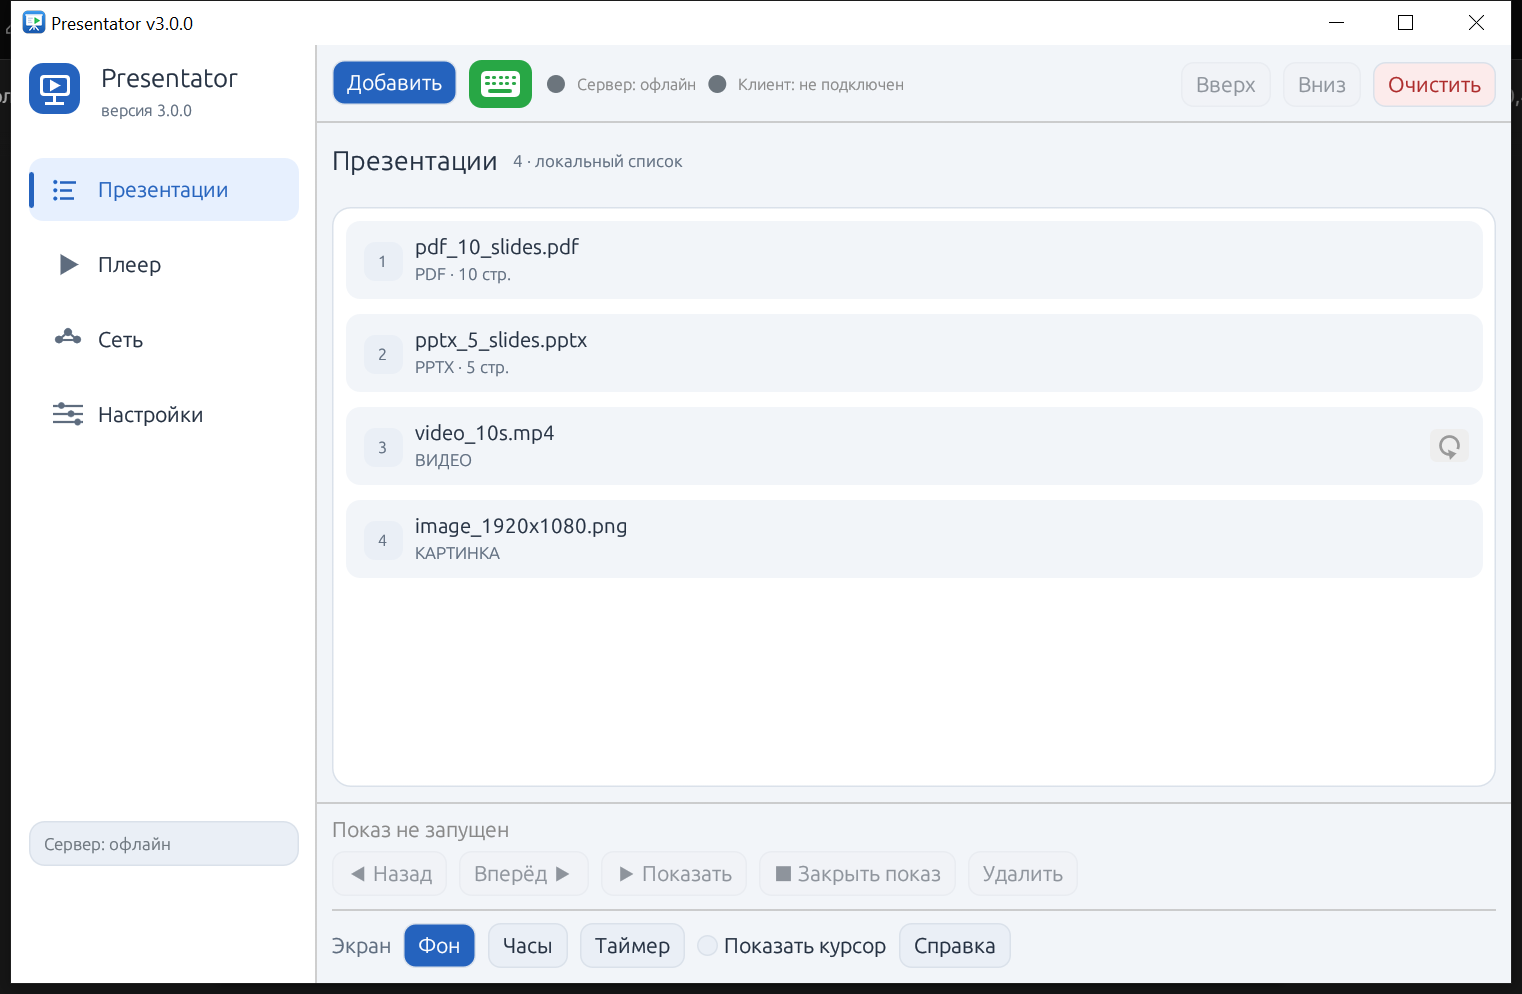 Presentator v3.0.0
Presentator
версия 3.0.0
Презентации
Плеер
Сеть
Настройки
Сервер: офлайн
Добавить
Сервер: офлайн
Клиент: не подключен
Вверх
Вниз
Очистить
Презентации 4 · локальный список
1
pdf_10_slides.pdf
PDF · 10 стр.
2
pptx_5_slides.pptx
PPTX · 5 стр.
3
video_10s.mp4
ВИДЕО
4
image_1920x1080.png
КАРТИНКА
Показ не запущен
Назад
Вперёд
Показать
Закрыть показ
Удалить
Экран
Фон
Часы
Таймер
Показать курсор
Справка